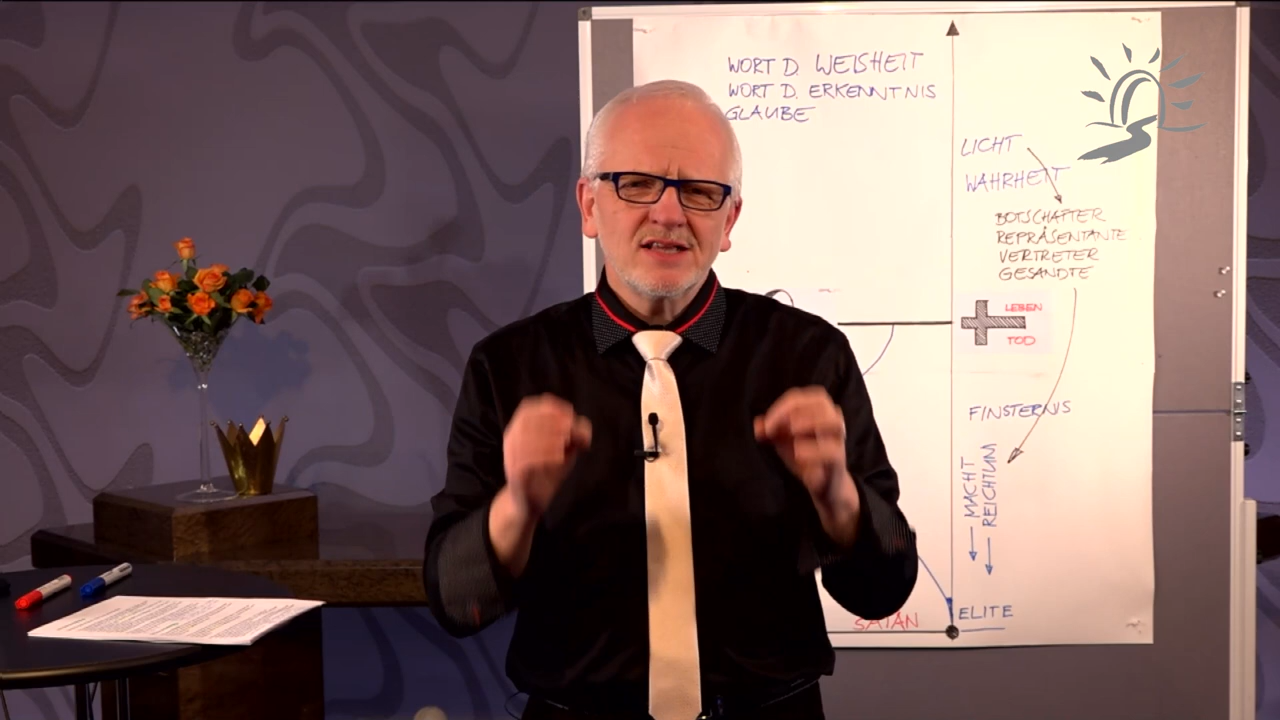 WORT D. WEISHEIT
WORT D. ERKENNTNIS
GLAUBE
LICHT
WAHRHEIT
BOTSCHAFTER
REPRÄSENTANTE
VERTRETER
GESANDTE
LEBEN
TOD
FINSTERNIS
MACHT
REICHTUM
SATAN
ELITE